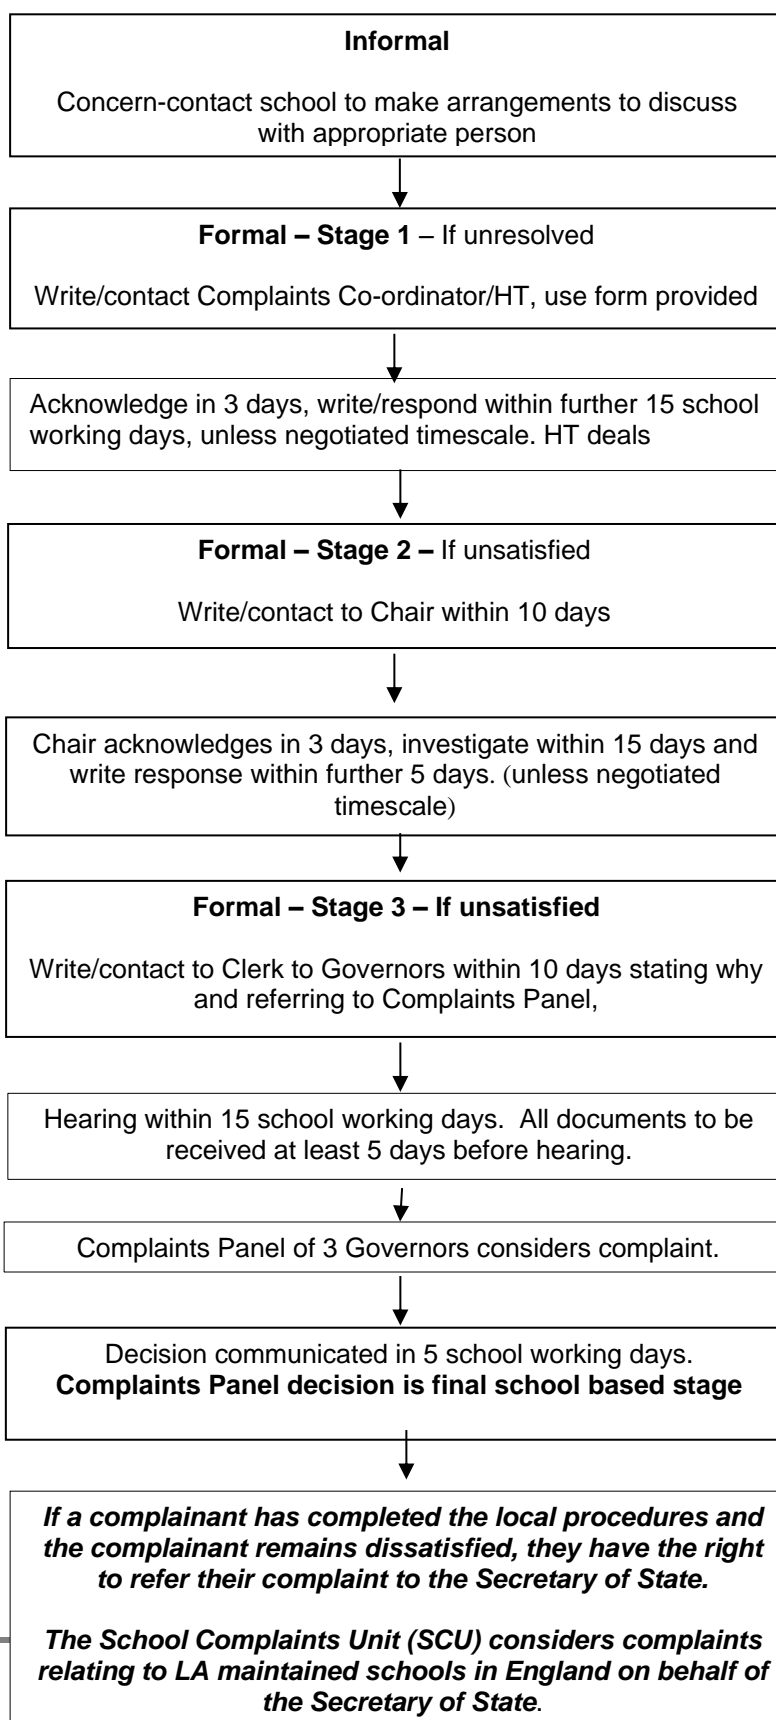 Informal
Concern-contact school to make arrangements to discuss
with appropriate person
Formal – Stage 1 – If unresolved
Write/contact Complaints Co-ordinator/HT, use form provided
Acknowledge in 3 days, write/respond within further 15 school
working days, unless negotiated timescale. HT deals
Formal – Stage 2 – If unsatisfied
Write/contact to Chair within 10 days
Chair acknowledges in 3 days, investigate within 15 days and
write response within further 5 days. (unless negotiated
timescale)
Formal – Stage 3 – If unsatisfied
Write/contact to Clerk to Governors within 10 days stating why
and referring to Complaints Panel,
Hearing within 15 school working days.  All documents to be
received at least 5 days before hearing.
Complaints Panel of 3 Governors considers complaint.
Decision communicated in 5 school working days.
Complaints Panel decision is final school based stage
If a complainant has completed the local procedures and
the complainant remains dissatisfied, they have the right
to refer their complaint to the Secretary of State.
The School Complaints Unit (SCU) considers complaints
relating to LA maintained schools in England on behalf of
the Secretary of State.